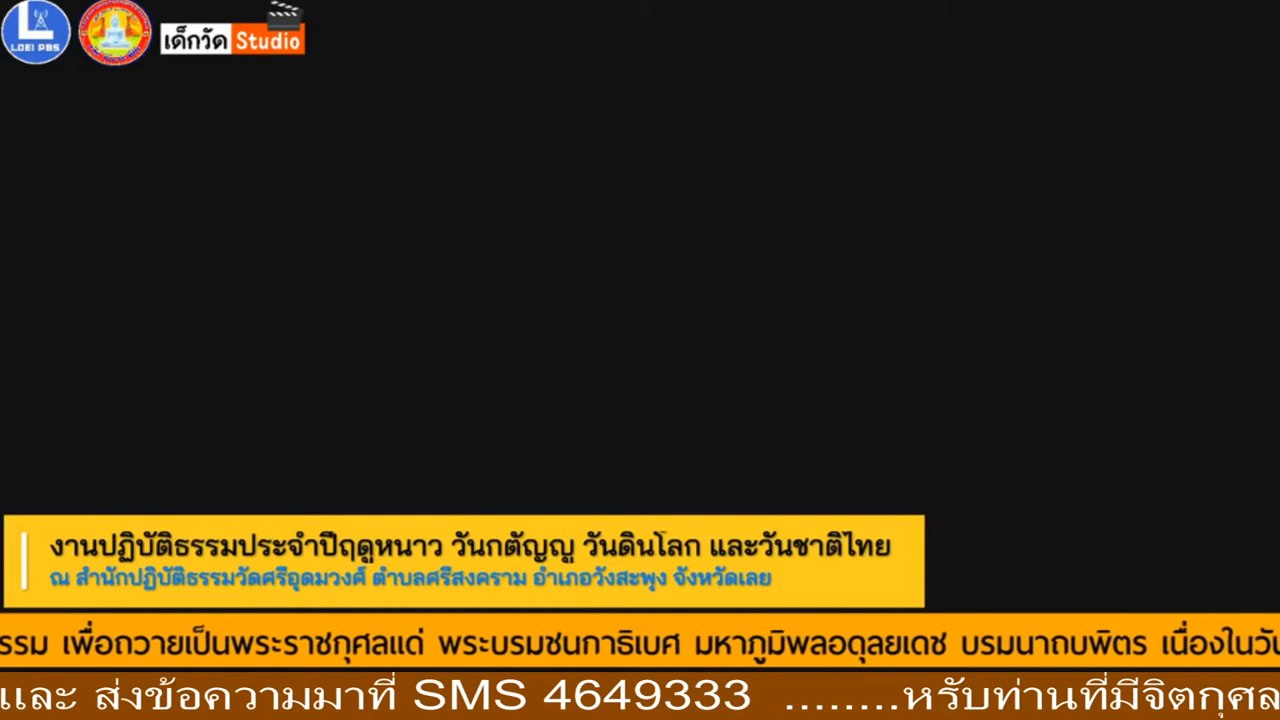 LOEI PBS
เด็กวัด Studio
งานปฏิบัติธรรมประจำปีฤดูหนาว วันกตัญญู วันดินโลก และวันชาติไทย
ณ สำนักปฏิบัติธรรมวัดศรีอุดมวงศ์ ตำบลศรีสงคราม อำเภอวังสะพุง จังหวัดเลย
รรม เพื่อถวายเป็นพระราชกุศลแด่ พระบรมชนกาธิเบศ มหาภูมิพลอดุลยเดช บรมนาถบพิตร เนื่องในวัน
และ ส่งข้อความมาที่ SMS 4649333 ........หรับท่านที่มีจิตกุศล